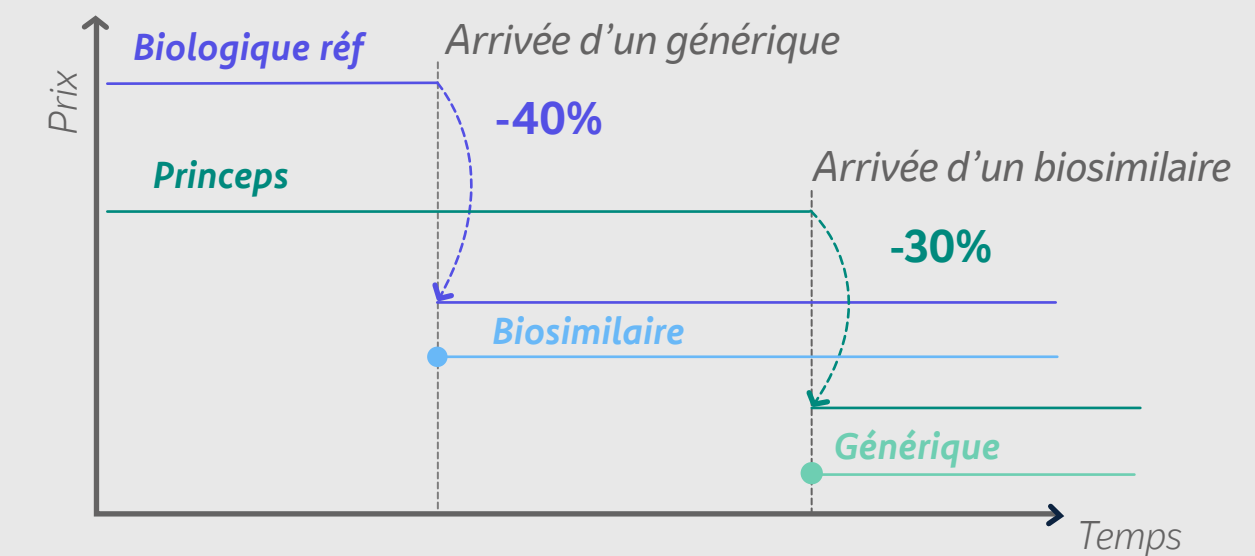 Prix
Biologique réf
Arrivée d’un générique
-40%
Princeps
Arrivée d’un biosimilaire
-30%
Biosimilaire
Générique
Temps